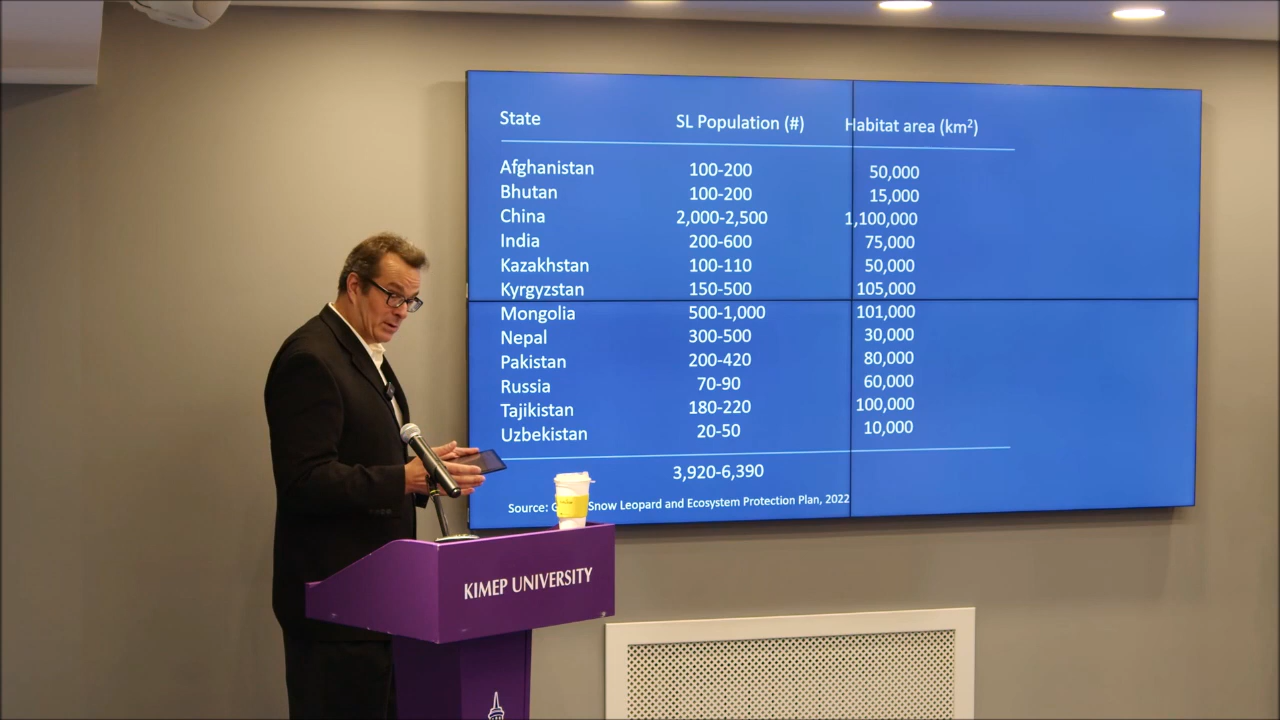 State SL Population (#) Habitat area (km²)
Afghanistan 100-200 50,000
Bhutan 100-200 15,000
China 2,000-2,500 1,100,000
India 200-600 75,000
Kazakhstan 100-110 50,000
Kyrgyzstan 150-500 105,000
Mongolia 500-1,000 101,000
Nepal 300-500 30,000
Pakistan 200-420 80,000
Russia 70-90 60,000
Tajikistan 180-220 100,000
Uzbekistan 20-50 10,000
3,920-6,390
Source: Snow Leopard and Ecosystem Protection Plan, 2022
KIMEP UNIVERSITY